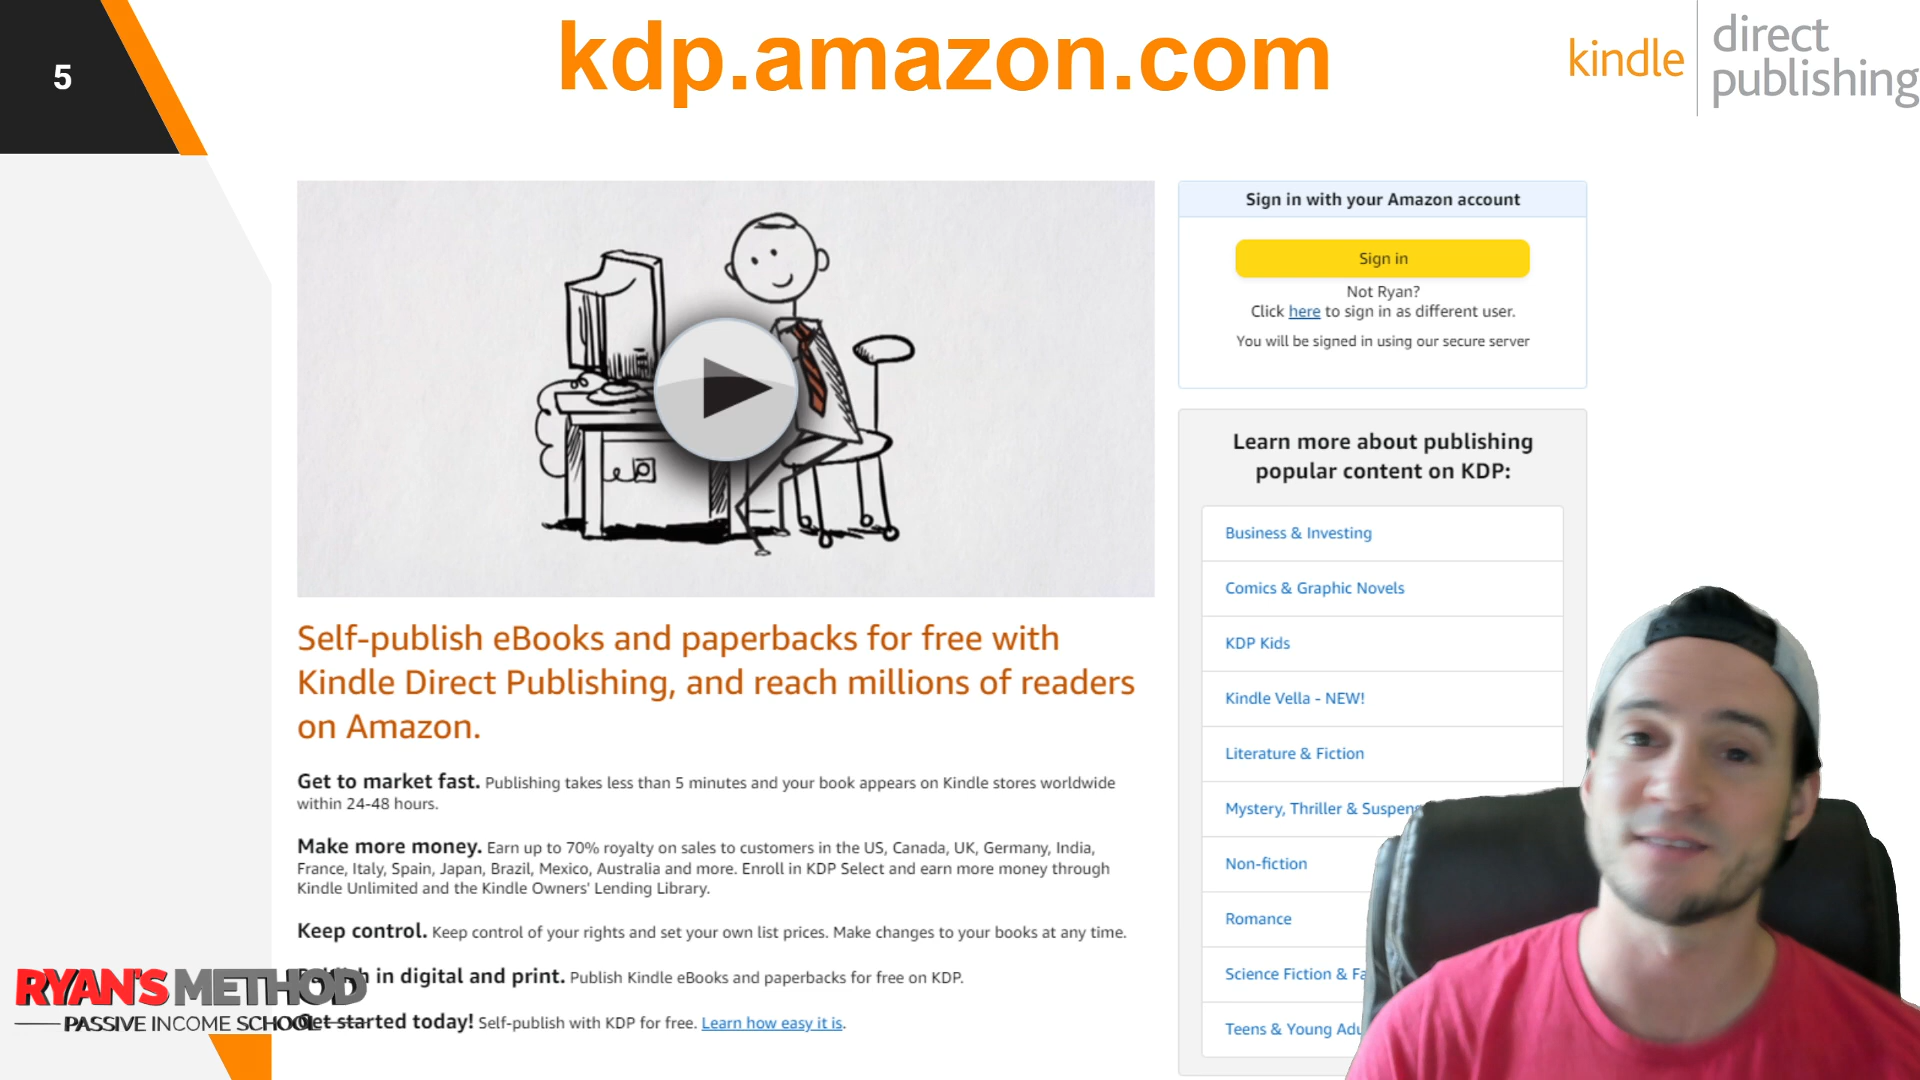 5
kdp.amazon.com
kindle
direct
publishing
Sign in with your Amazon account
Sign in
Not Ryan?
Click here to sign in as different user.
You will be signed in using our secure server
Learn more about publishing
popular content on KDP:
Business & Investing
Comics & Graphic Novels
KDP Kids
Kindle Vella - NEW!
Literature & Fiction
Mystery, Thriller & Suspens
Non-fiction
Romance
Science Fiction & Fa
Teens & Young Adu
Self-publish eBooks and paperbacks for free with
Kindle Direct Publishing, and reach millions of readers
on Amazon.
Get to market fast. Publishing takes less than 5 minutes and your book appears on Kindle stores worldwide
within 24-48 hours.
Make more money. Earn up to 70% royalty on sales to customers in the US, Canada, UK, Germany, India,
France, Italy, Spain, Japan, Brazil, Mexico, Australia and more. Enroll in KDP Select and earn more money through
Kindle Unlimited and the Kindle Owners' Lending Library.
Keep control. Keep control of your rights and set your own list prices. Make changes to your books at any time.
in digital and print. Publish Kindle eBooks and paperbacks for free on KDP.
Get started today! Self-publish with KDP for free. Learn how easy it is.
RYAN'S METHOD
PASSIVE INCOME SCHOOL